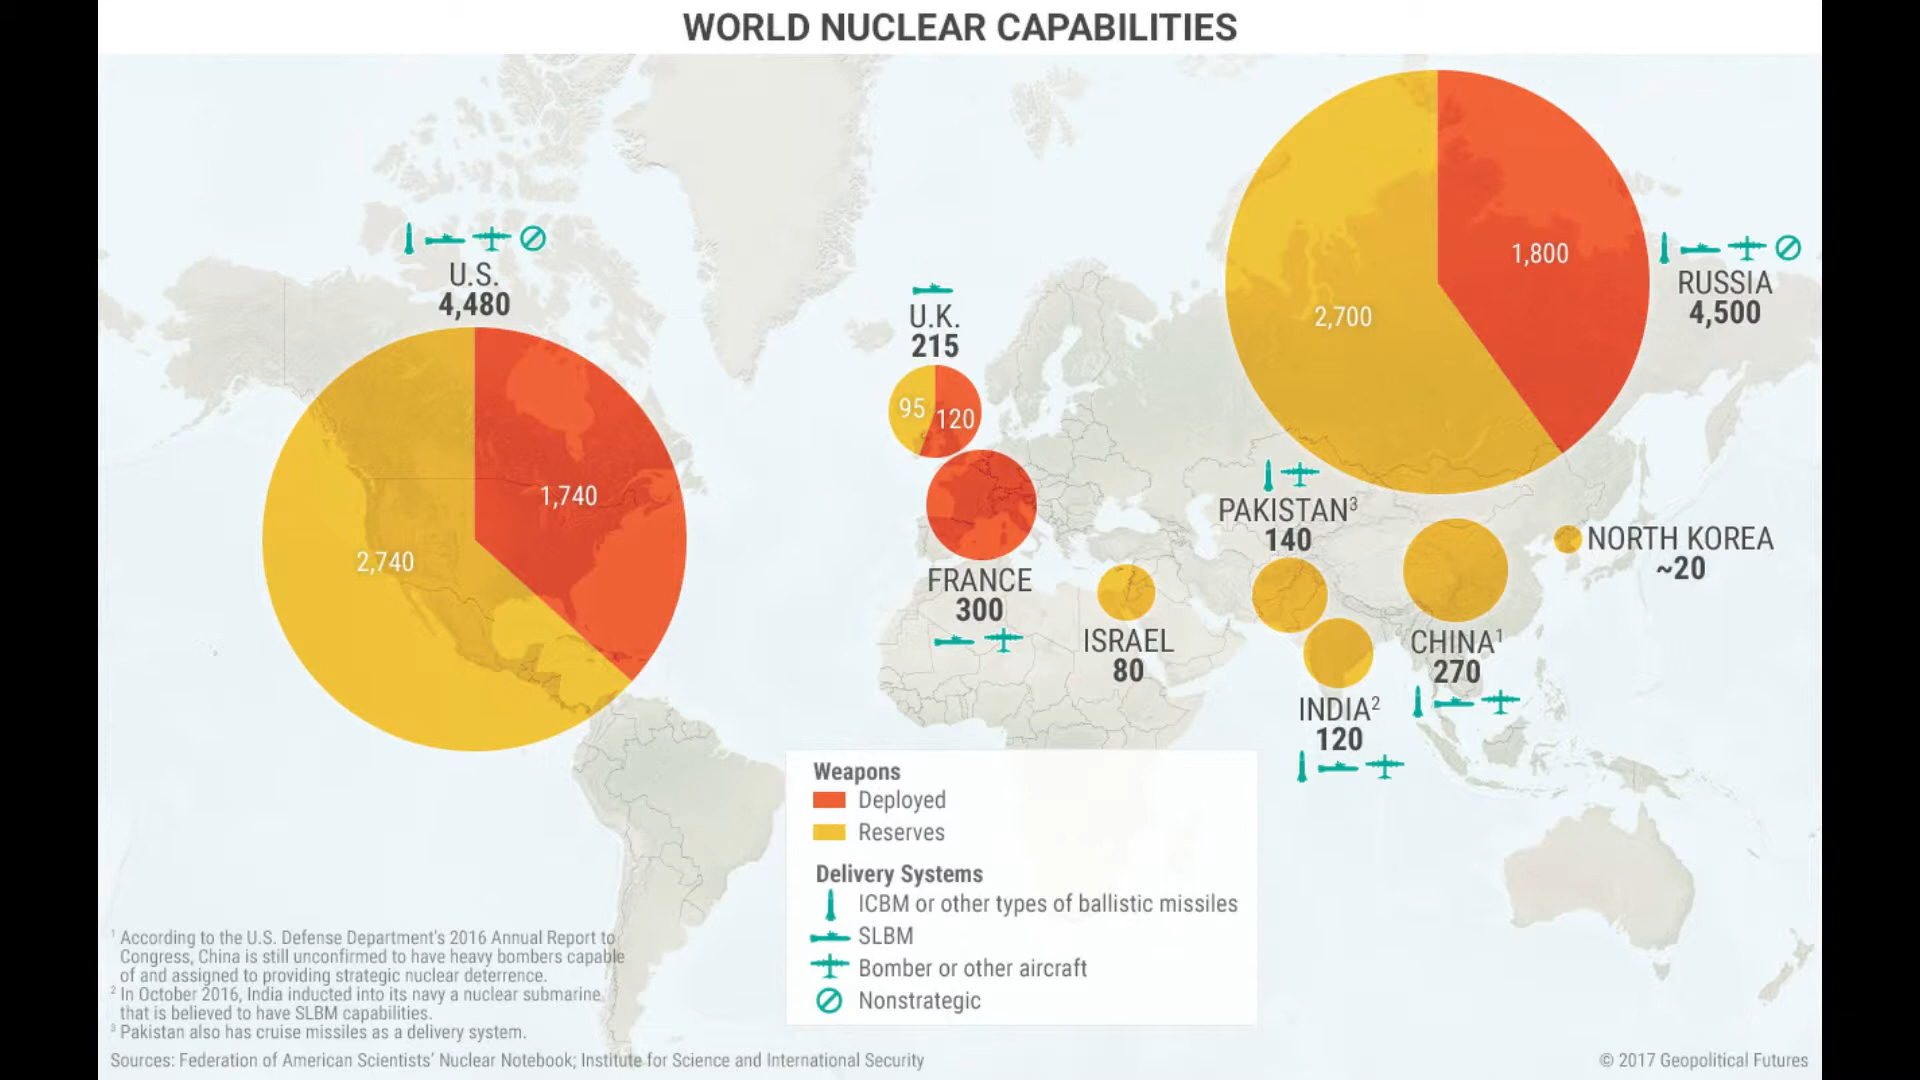 WORLD NUCLEAR CAPABILITIES
U.S.
4,480
1,740
2,740
U.K.
215
95
120
FRANCE
300
RUSSIA
4,500
1,800
2,700
PAKISTAN³
140
NORTH KOREA
~20
ISRAEL
80
CHINA¹
270
INDIA²
120
Weapons
Deployed
Reserves
Delivery Systems
ICBM or other types of ballistic missiles
SLBM
Bomber or other aircraft
Nonstrategic
¹ According to the U.S. Defense Department's 2016 Annual Report to
Congress, China is still unconfirmed to have heavy bombers capable
of and assigned to providing strategic nuclear deterrence.
² In October 2016, India inducted into its navy a nuclear submarine
that is believed to have SLBM capabilities.
³ Pakistan also has cruise missiles as a delivery system.
Sources: Federation of American Scientists' Nuclear Notebook; Institute for Science and International Security
© 2017 Geopolitical Futures